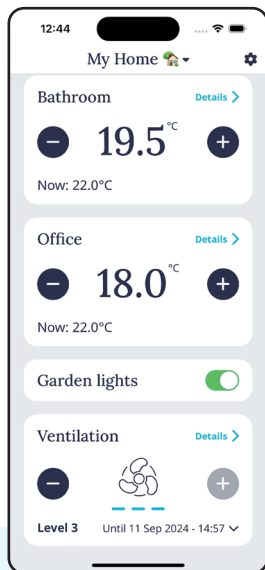 12:44
My Home
Bathroom
Details
19.5°C
Now: 22.0°C
Office
Details
18.0°C
Now: 22.0°C
Garden lights
Ventilation
Details
Level 3
Until 11 Sep 2024 - 14:57